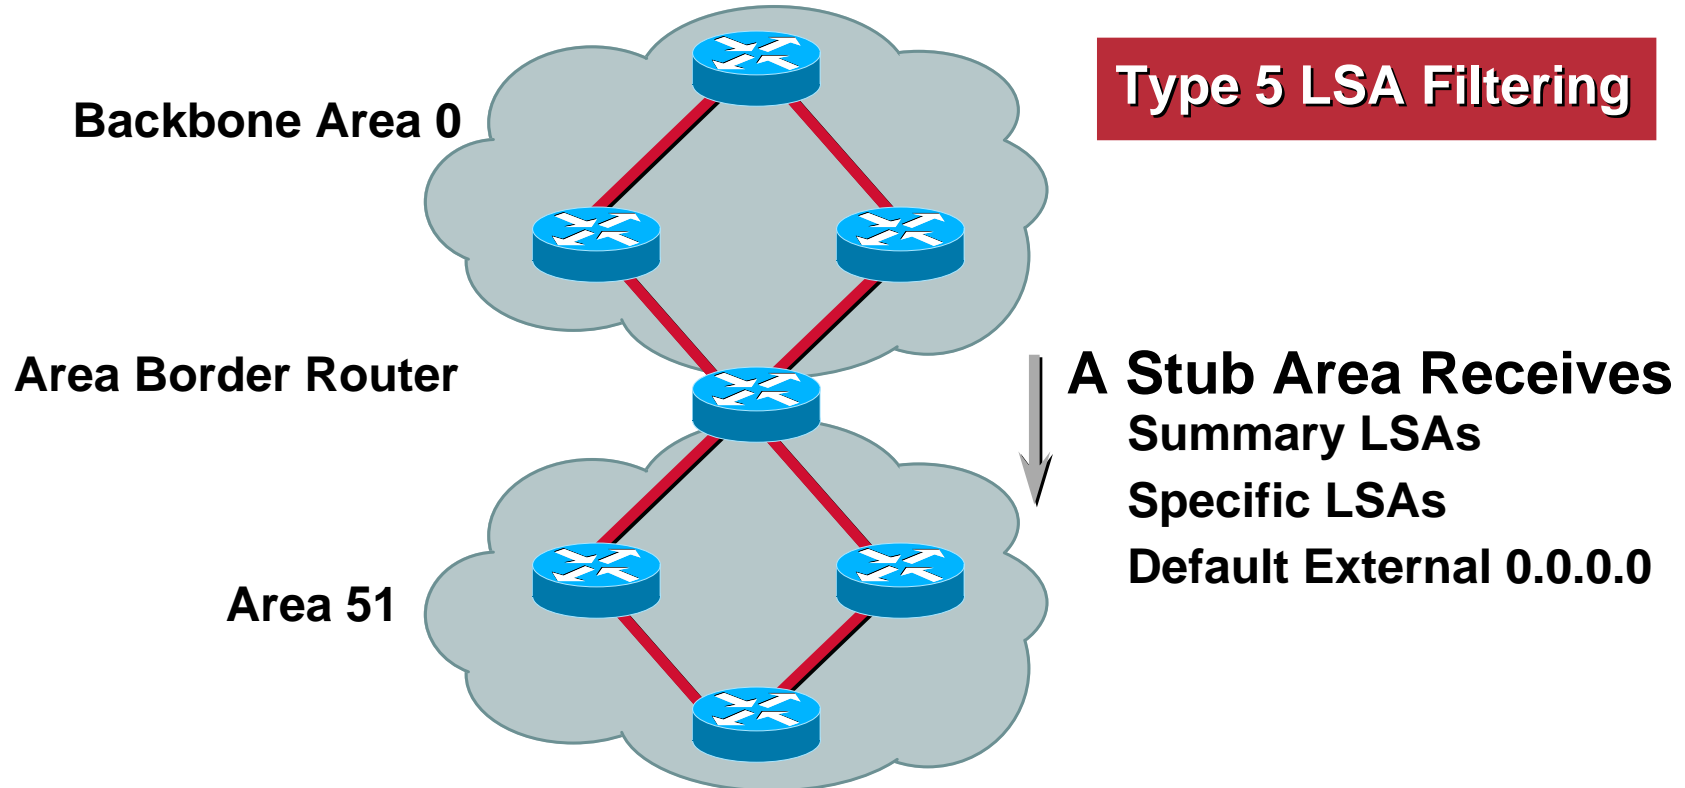 Type 5 LSA Filtering
Backbone Area 0
Area Border Router
A Stub Area Receives
Summary LSAs
Specific LSAs
Default External 0.0.0.0
Area 51